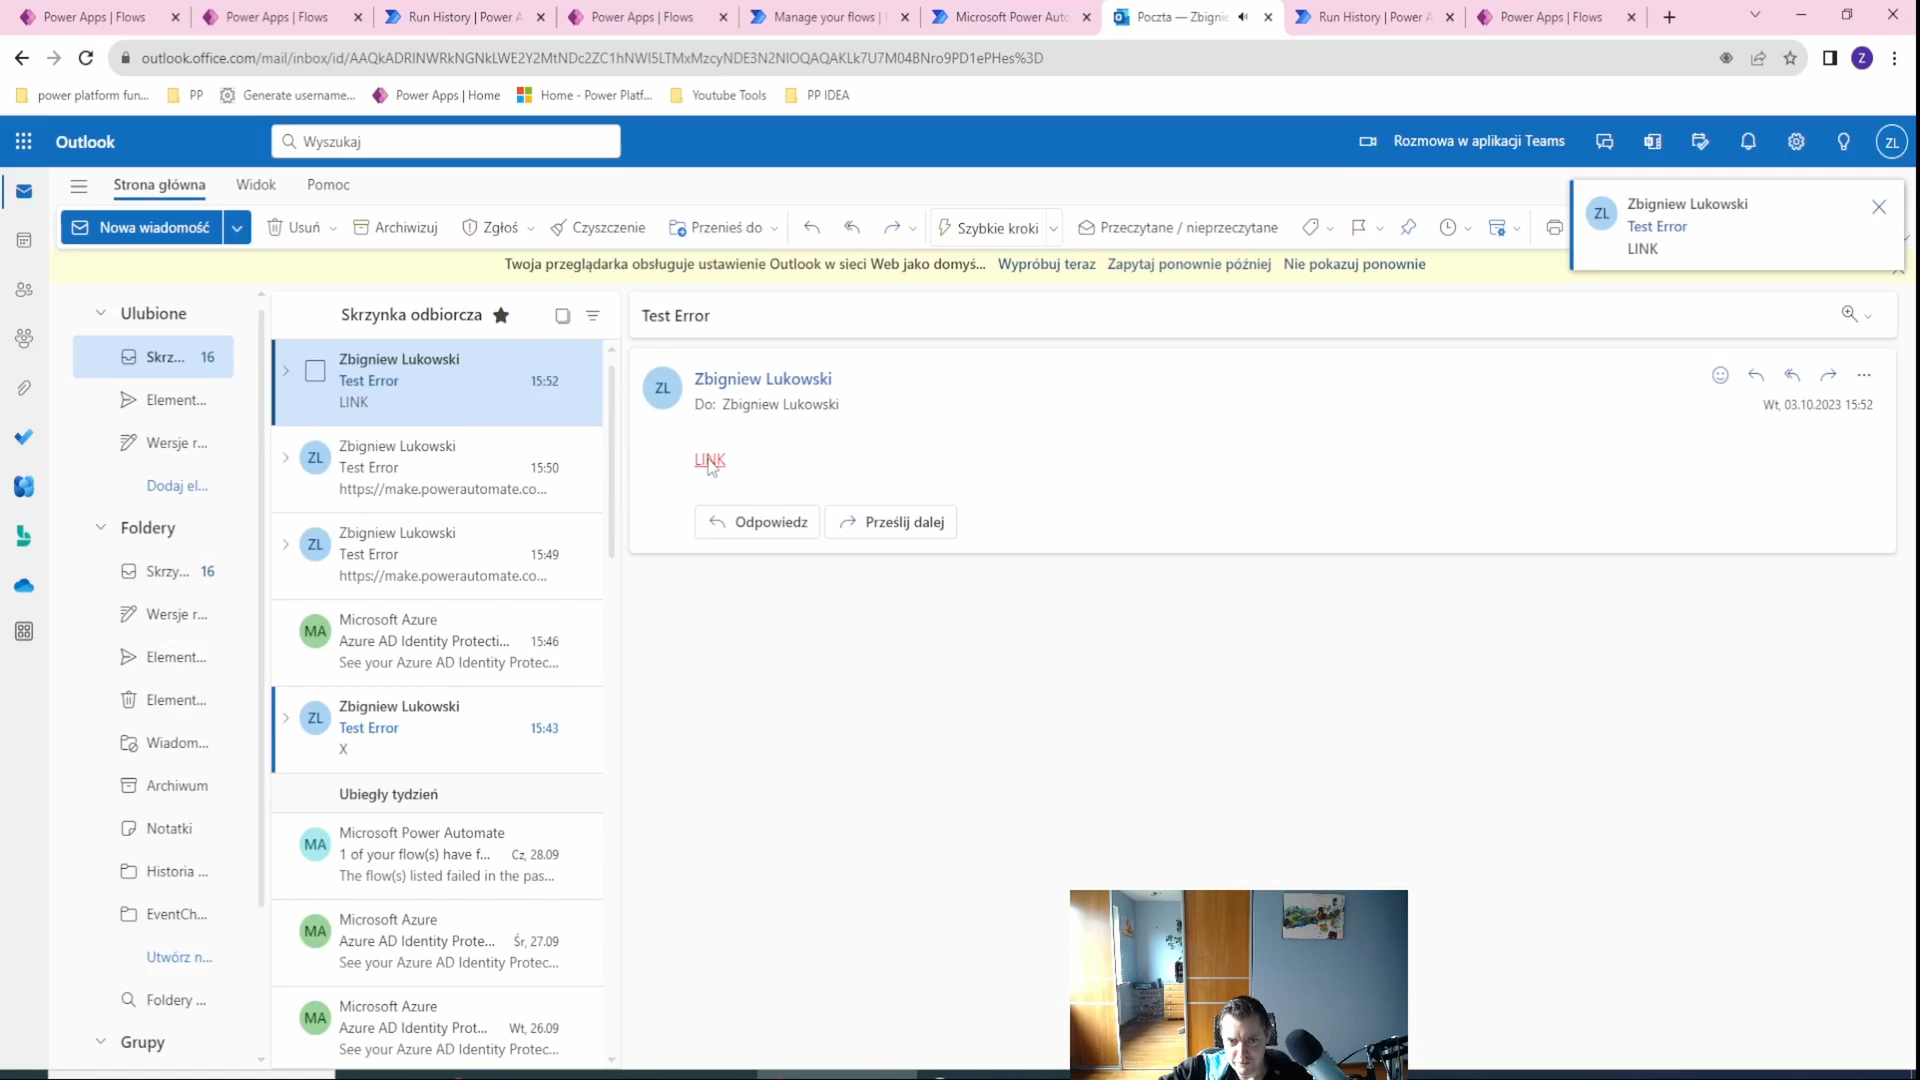 Power Apps | Flows
Power Apps | Flows
Run History | Power A
Power Apps | Flows
Manage your flows |
Microsoft Power Auto
Poczta — Zbignie
Run History | Power A
Power Apps | Flows
outlook.office.com/mail/inbox/id/AAQkADRlNWRkNGNkLWE2Y2MtNDc2ZC1hNWI5LTMxMzcyNDE3N2NlOQAQAKLk7U7M04BNro9PD1ePHes%3D
Z
power platform fun...
PP
Generate username...
Power Apps | Home
Home - Power Platf...
Youtube Tools
PP IDEA
Outlook
Wyszukaj
Rozmowa w aplikacji Teams
ZL
Strona główna
Widok
Pomoc
Nowa wiadomość
Usuń
Archiwizuj
Zgłoś
Czyszczenie
Przenieś do
Szybkie kroki
Przeczytane / nieprzeczytane
ZL
Zbigniew Lukowski
Test Error
LINK
Twoja przeglądarka obsługuje ustawienie Outlook w sieci Web jako domyś...
Wypróbuj teraz
Zapytaj ponownie później
Nie pokazuj ponownie
Ulubione
Skrz... 16
Element...
Wersje r...
Dodaj el...
Foldery
Skrzy... 16
Wersje r...
Element...
Element...
Wiadom...
Archiwum
Notatki
Historia ...
EventCh...
Utwórz n...
Foldery ...
Grupy
Skrzynka odbiorcza
Zbigniew Lukowski
Test Error 15:52
LINK
ZL
Zbigniew Lukowski
Test Error 15:50
https://make.powerautomate.co...
ZL
Zbigniew Lukowski
Test Error 15:49
https://make.powerautomate.co...
MA
Microsoft Azure
Azure AD Identity Protecti... 15:46
See your Azure AD Identity Protec...
ZL
Zbigniew Lukowski
Test Error 15:43
X
Ubiegły tydzień
MA
Microsoft Power Automate
1 of your flow(s) have f... Cz, 28.09
The flow(s) listed failed in the pas...
MA
Microsoft Azure
Azure AD Identity Prote... Śr, 27.09
See your Azure AD Identity Protec...
MA
Microsoft Azure
Azure AD Identity Prot... Wt, 26.09
See your Azure AD Identity Protec...
Test Error
ZL
Zbigniew Lukowski
Do: Zbigniew Lukowski
Wt, 03.10.2023 15:52
LINK
Odpowiedz
Prześlij dalej